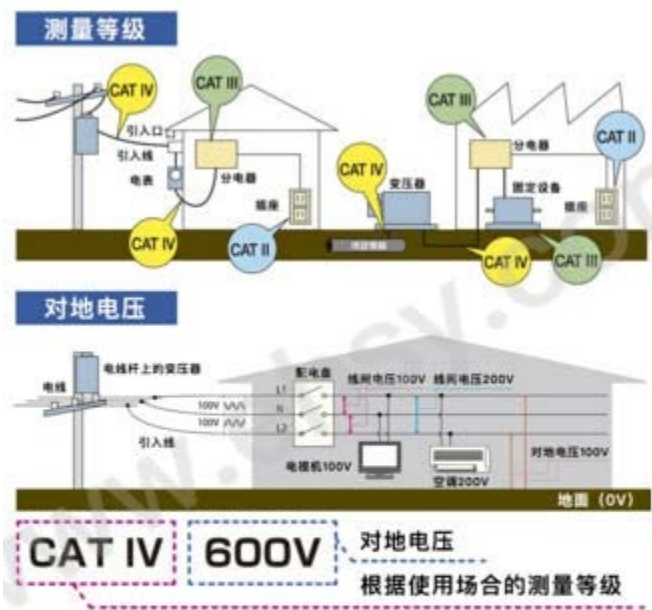 测量等级
CAT IV
CAT III
引入口
引入线
电表
分电器
插座
CAT IV
CAT II
CAT IV
变压器
CAT III
分电器
固定设备
插座
CAT II
CAT IV
CAT III
对地电压
电线杆上的变压器
电线
引入线
100V
100V
配电盘
L1
N
L2
线间电压100V
线间电压200V
电视机100V
空调200V
对地电压100V
地面（0V）
CAT IV
600V
对地电压
根据使用场合的测量等级